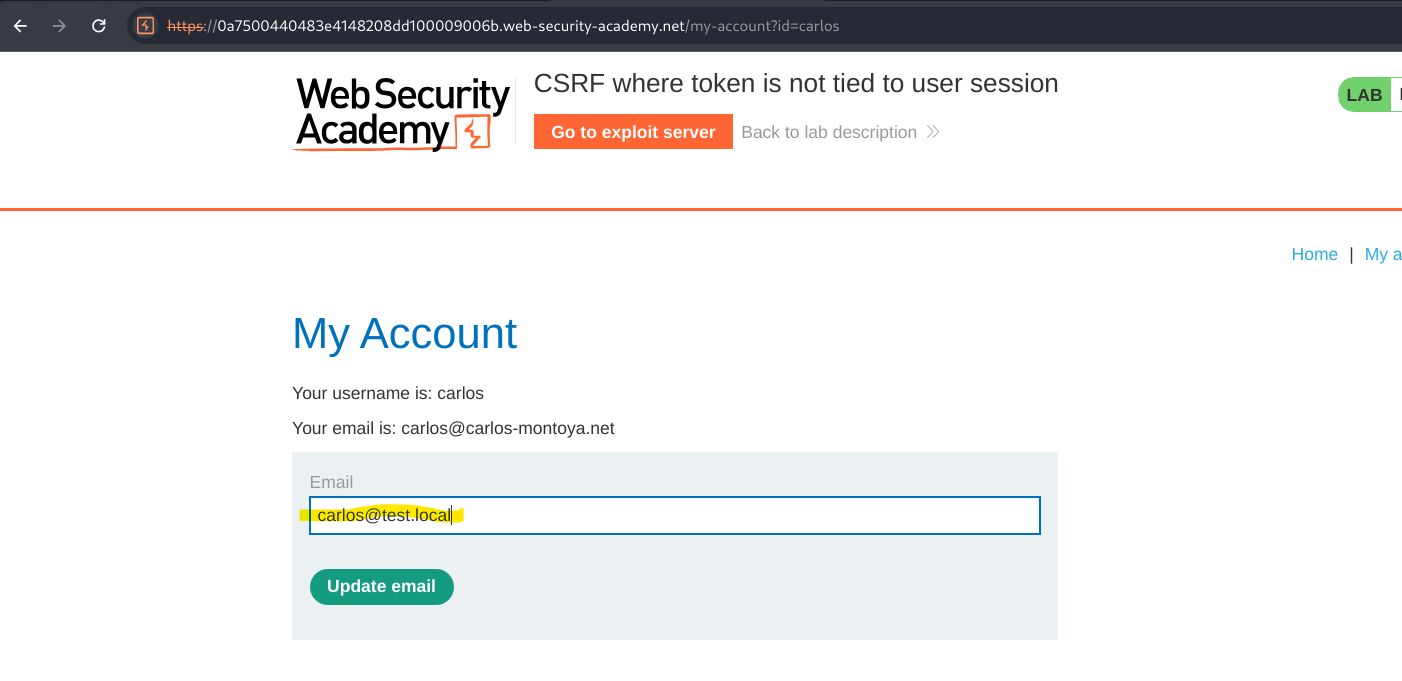 https://0a7500440483e4148208dd100009006b.web-security-academy.net/my-account?id=carlos
Web Security
Academy
CSRF where token is not tied to user session
Go to exploit server
Back to lab description
LAB
Home | My a
My Account
Your username is: carlos
Your email is: carlos@carlos-montoya.net
Email
carlos@test.local
Update email